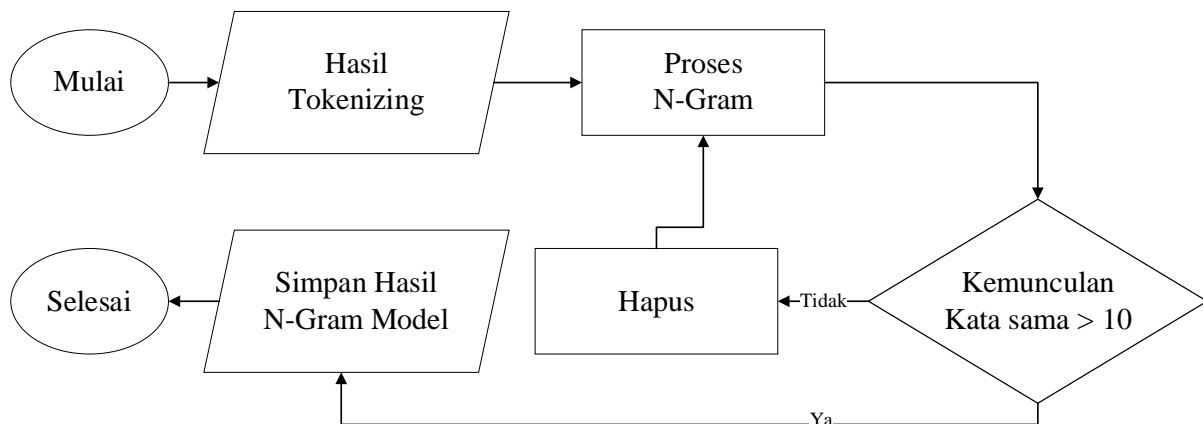 Mulai
Hasil
Tokenizing
Proses
N-Gram
Selesai
Simpan Hasil
N-Gram Model
Hapus
Tidak
Kemunculan
Kata sama > 10
Ya